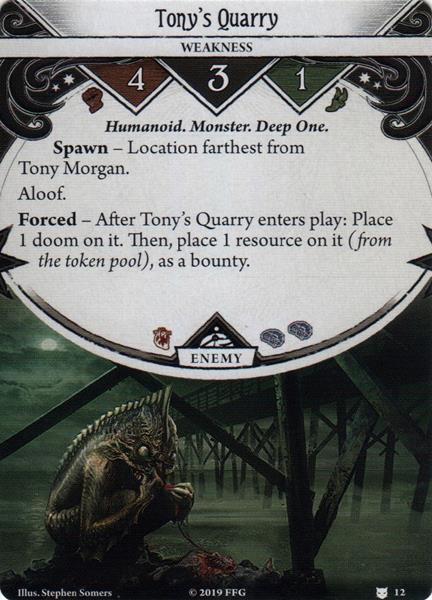 Tony's Quarry
WEAKNESS
4 3 1
Humanoid. Monster. Deep One.
Spawn – Location farthest from
Tony Morgan.
Aloof.
Forced – After Tony's Quarry enters play: Place
1 doom on it. Then, place 1 resource on it (from
the token pool), as a bounty.
ENEMY
Illus. Stephen Somers
© 2019 FFG
12